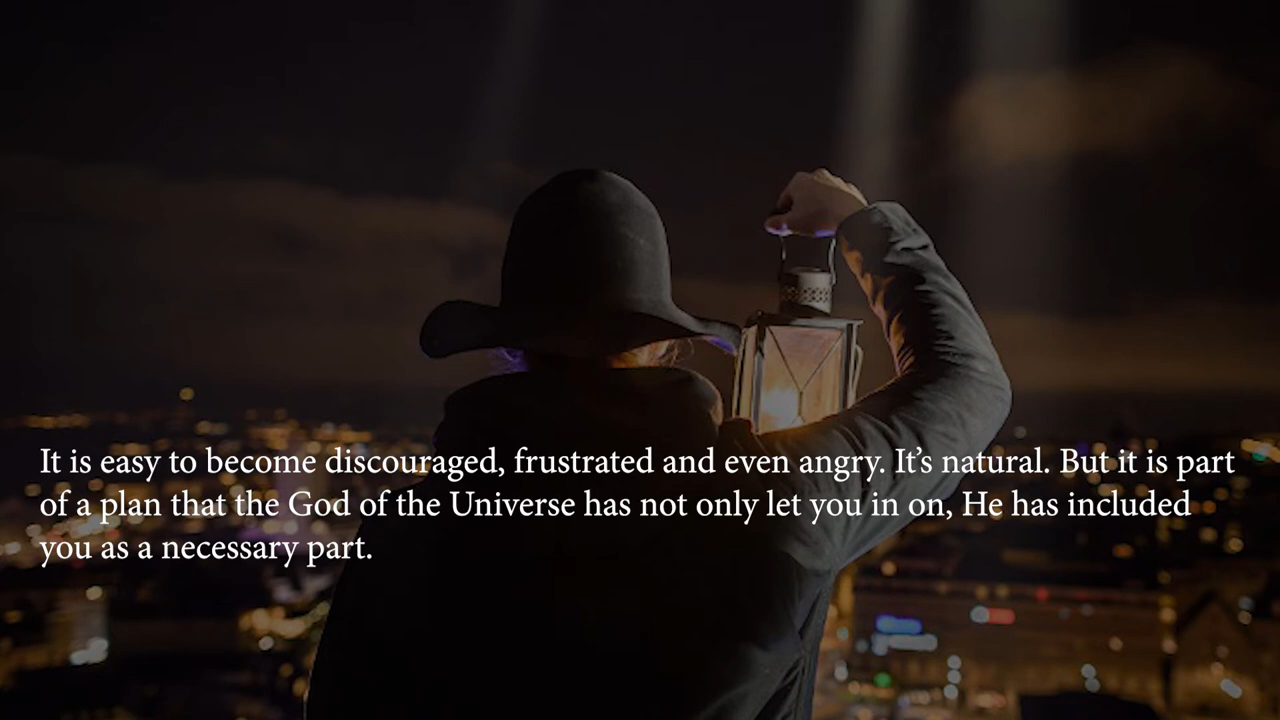 It is easy to become discouraged, frustrated and even angry. It’s natural. But it is part
of a plan that the God of the Universe has not only let you in on, He has included
you as a necessary part.